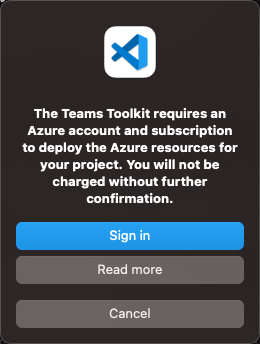 The Teams Toolkit requires an
Azure account and subscription
to deploy the Azure resources for
your project. You will not be
charged without further
confirmation.
Sign in
Read more
Cancel